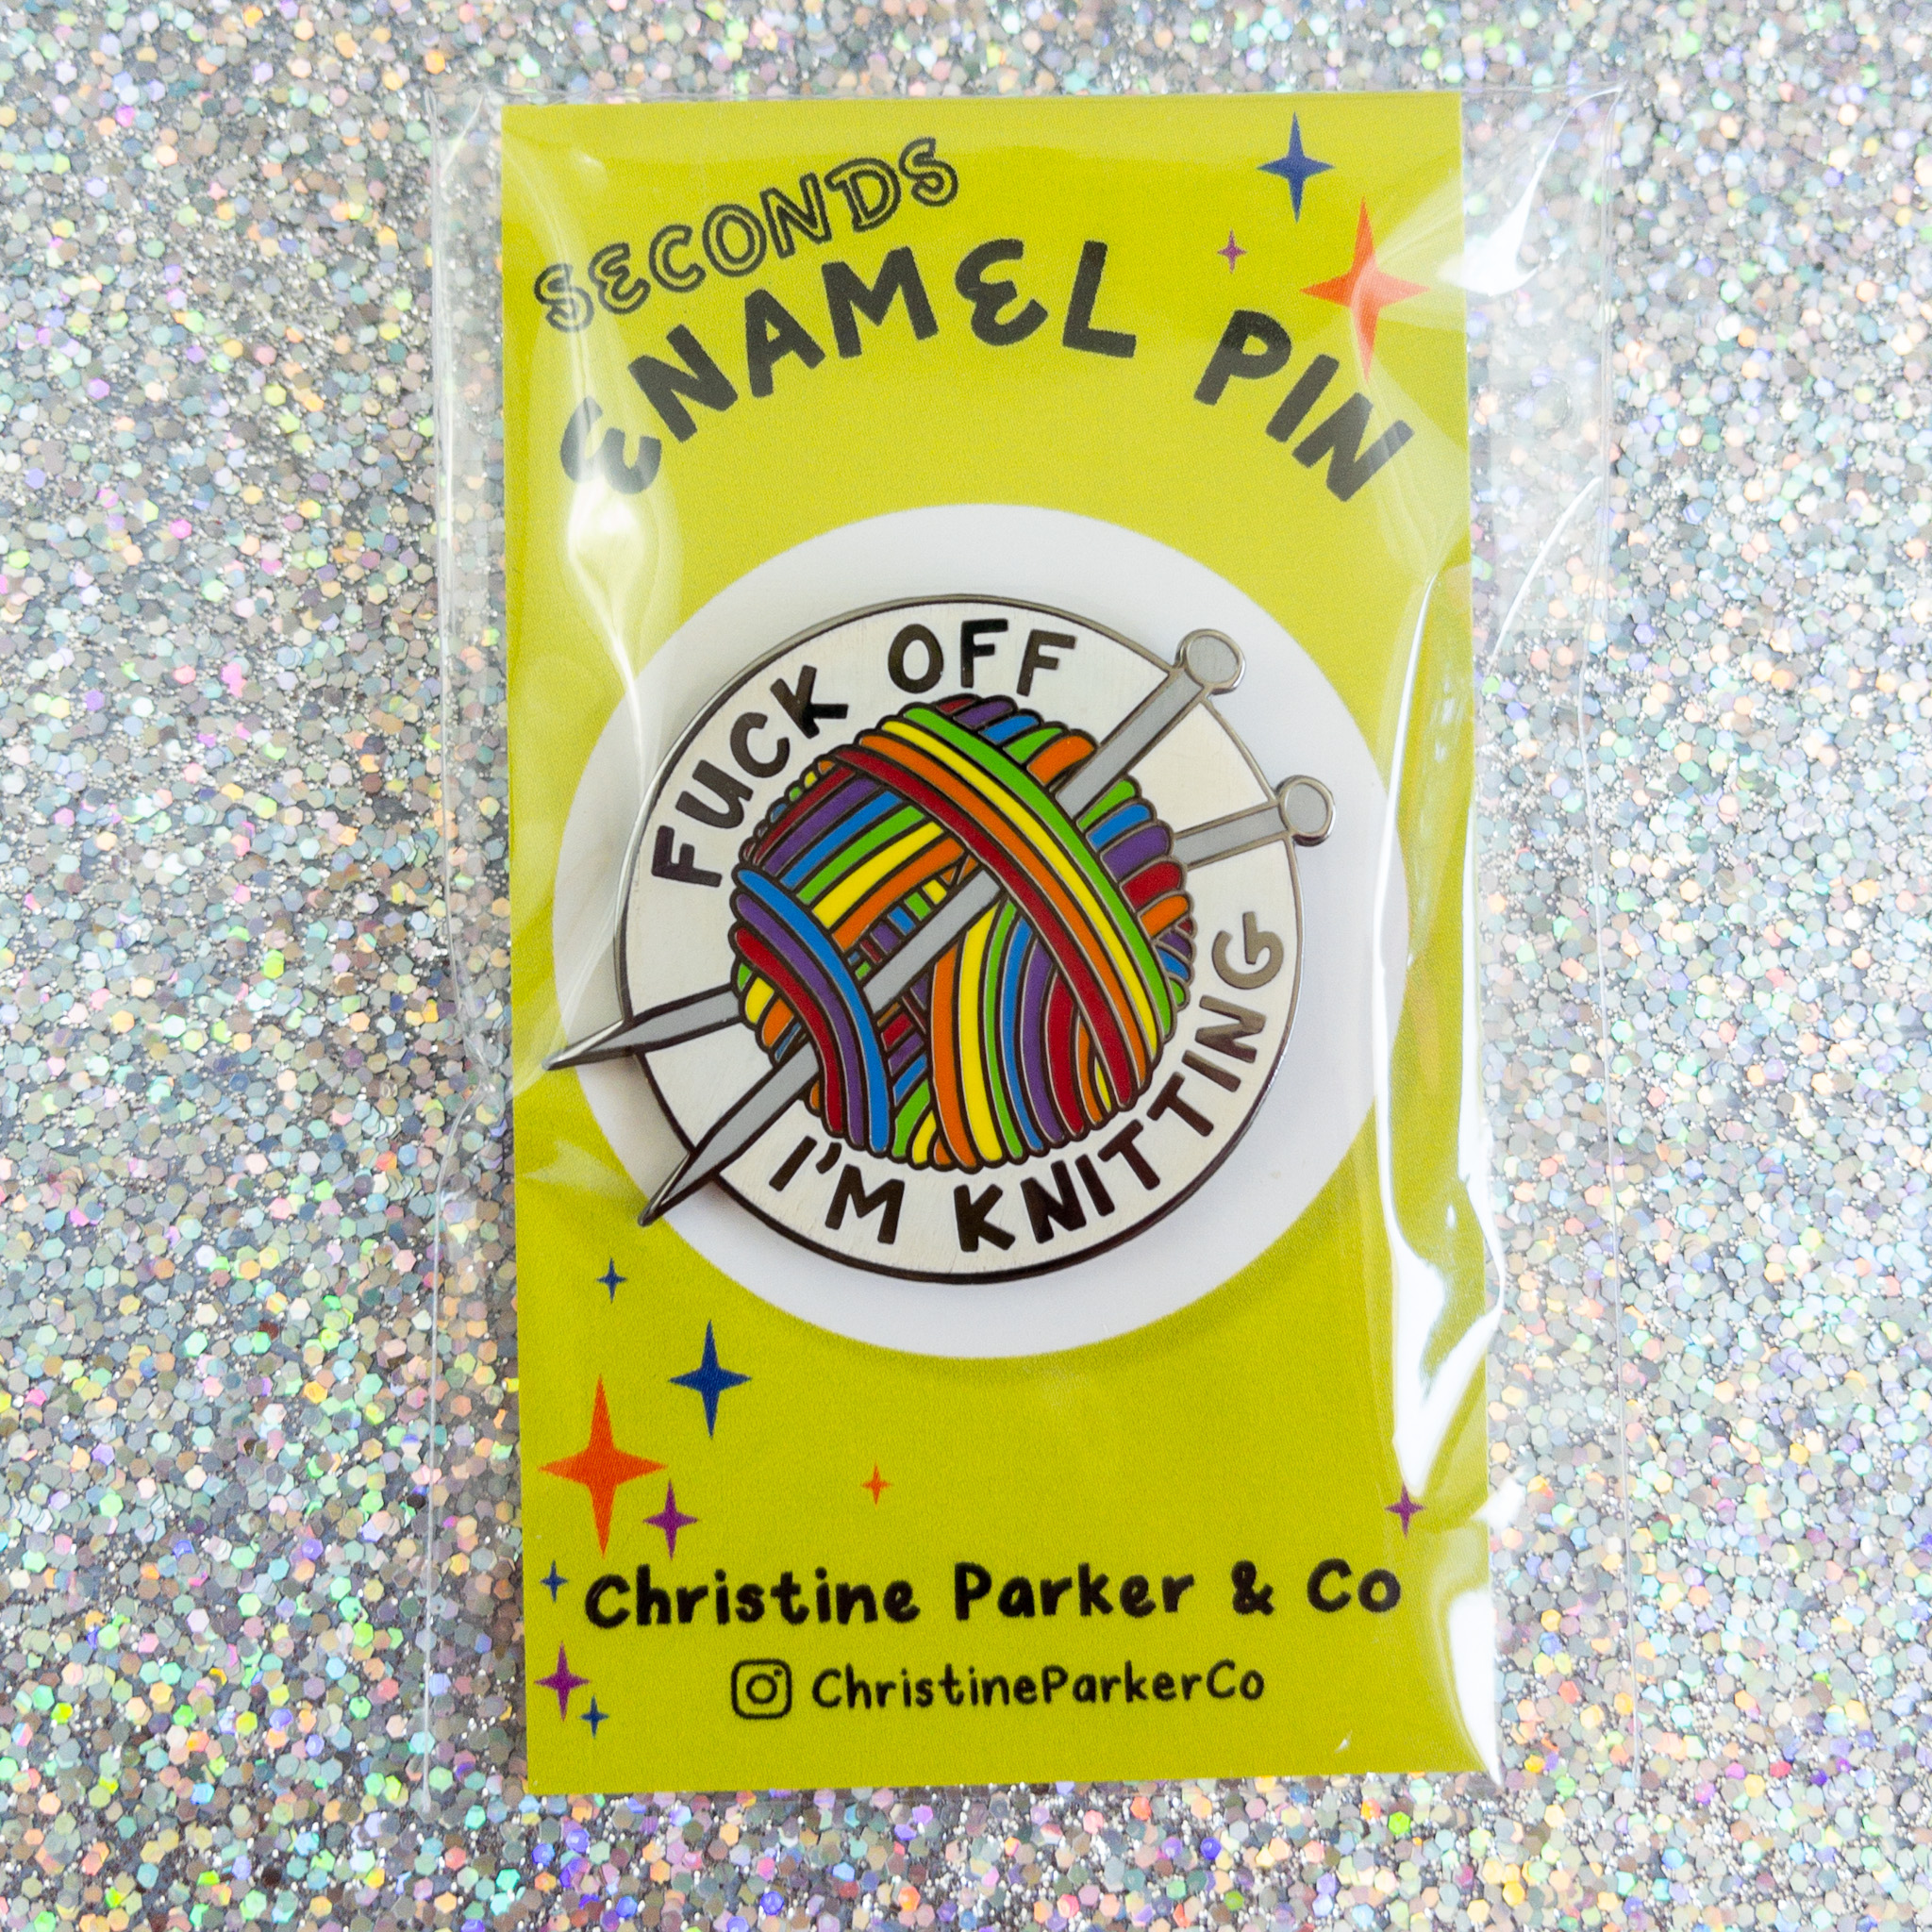 SECONDS
ENAMEL PIN
FUCK OFF
I'M KNITTING
Christine Parker & Co
ChristineParkerCo